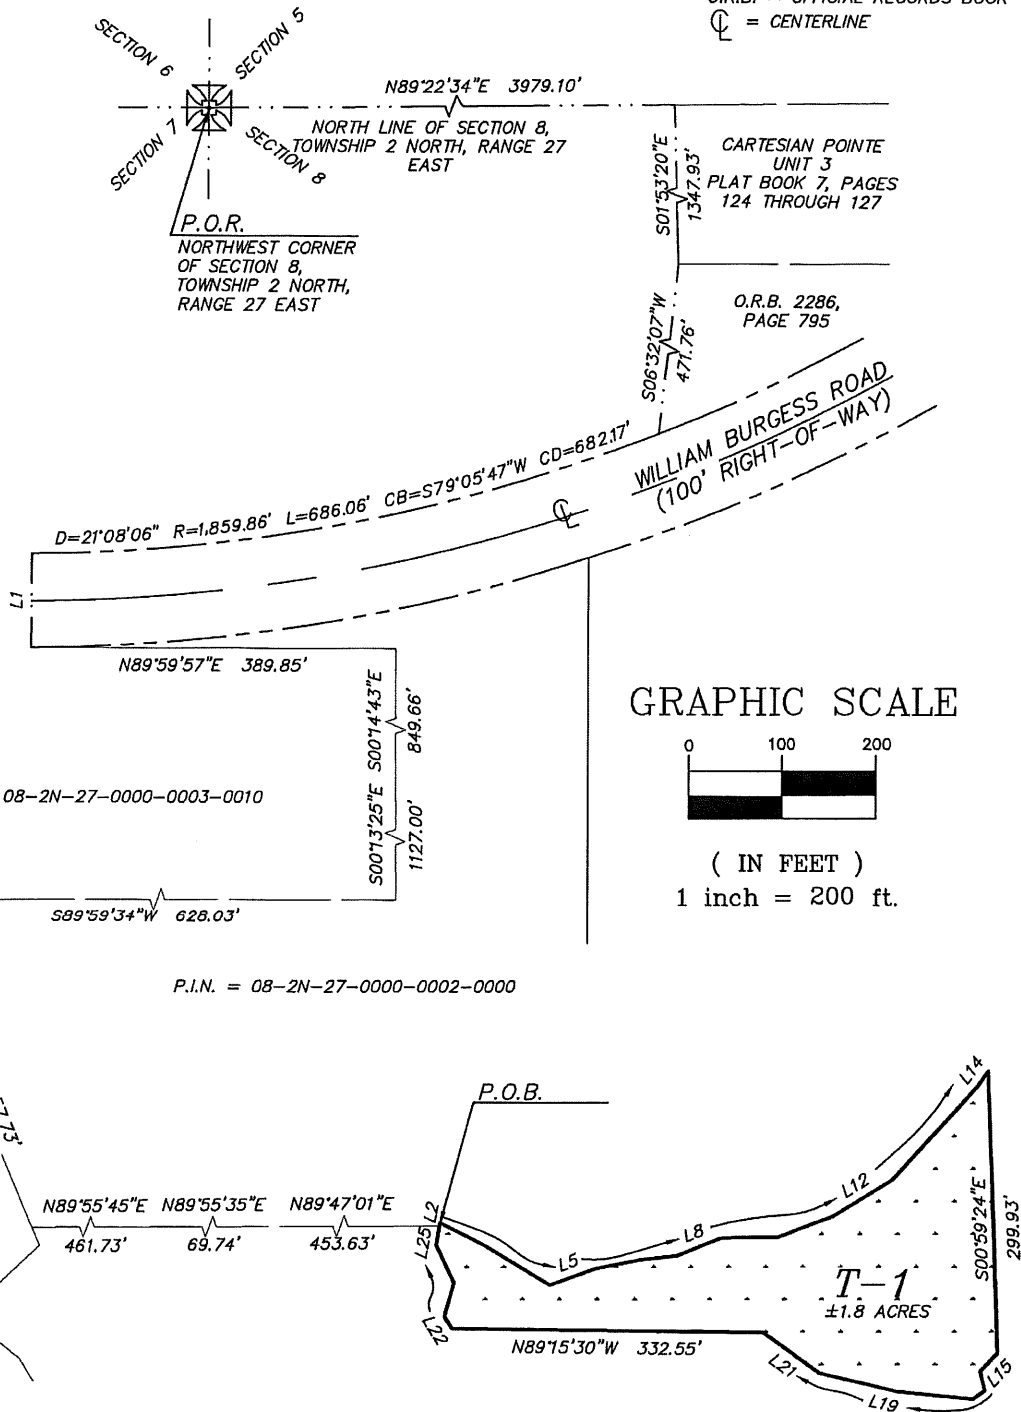 = CENTERLINE
SECTION 6
SECTION 5
SECTION 7
SECTION 8
N89°22'34"E 3979.10'
NORTH LINE OF SECTION 8,
TOWNSHIP 2 NORTH, RANGE 27
EAST
P.O.R.
NORTHWEST CORNER
OF SECTION 8,
TOWNSHIP 2 NORTH,
RANGE 27 EAST
S01°53'20"E
1347.93'
CARTESIAN POINTE
UNIT 3
PLAT BOOK 7, PAGES
124 THROUGH 127
O.R.B. 2286,
PAGE 795
S06°32'07"W
471.76'
WILLIAM BURGESS ROAD
(100' RIGHT-OF-WAY)
D=21°08'06" R=1,859.86' L=686.06' CB=S79°05'47"W CD=682.17'
L1
N89°59'57"E 389.85'
S00°14'43"E
849.66'
S00°13'25"E
1127.00'
08-2N-27-0000-0003-0010
S89°59'34"W 628.03'
P.I.N. = 08-2N-27-0000-0002-0000
GRAPHIC SCALE
0 100 200
( IN FEET )
1 inch = 200 ft.
P.O.B.
N89°55'45"E N89°55'35"E N89°47'01"E
461.73' 69.74' 453.63'
L2
L25
L22
L5
L8
L12
L14
S00°59'24"E
299.93'
T-1
±1.8 ACRES
N89°15'30"W 332.55'
L21
L19
L15